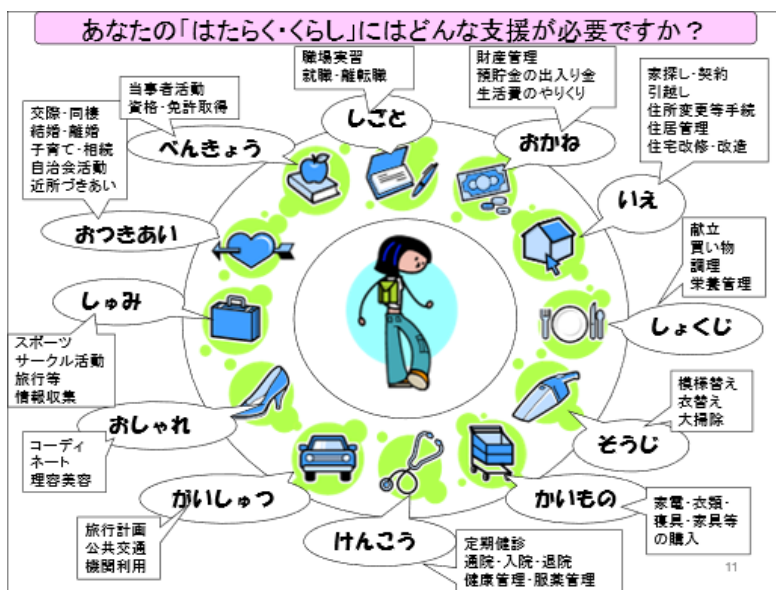 あなたの「はたらく・くらし」にはどんな支援が必要ですか？
職場実習
就職・離転職
しごと
財産管理
預貯金の出入り金
生活費のやりくり
おかね
家探し・契約
引越し
住所変更等手続
住居管理
住宅改修・改造
いえ
献立
買い物
調理
栄養管理
しょくじ
模様替え
衣替え
大掃除
そうじ
家電・衣類・
寝具・家具等
の購入
かいもの
定期健診
通院・入院・退院
健康管理・服薬管理
けんこう
旅行計画
公共交通
機関利用
がいしゅつ
コーディ
ネート
理容美容
おしゃれ
スポーツ
サークル活動
旅行等
情報収集
しゅみ
交際・同棲
結婚・離婚
子育て・相続
自治会活動
近所づきあい
おつきあい
当事者活動
資格・免許取得
べんきょう
11